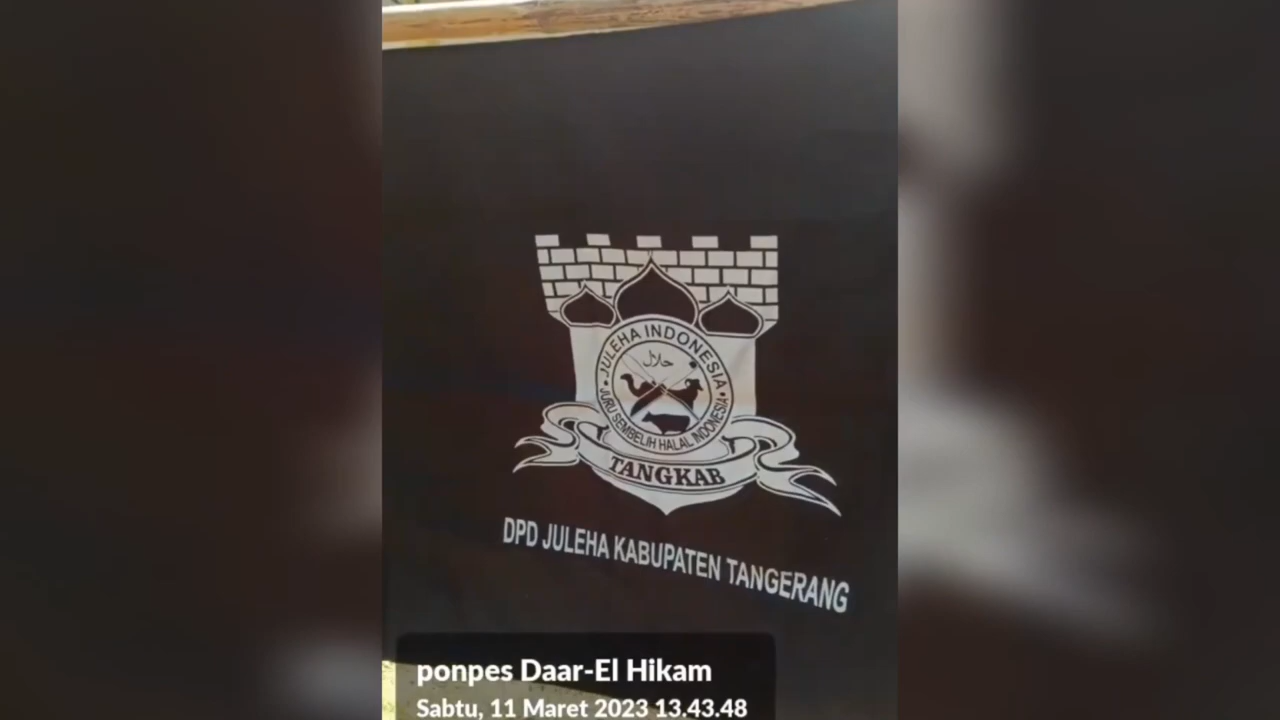 JULEHA INDONESIA
حلال
JURU SEMBELIH HALAL INDONESIA
TANGKAB
DPD JULEHA KABUPATEN TANGERANG
ponpes Daar-El Hikam
Sabtu, 11 Maret 2023 13.43.48